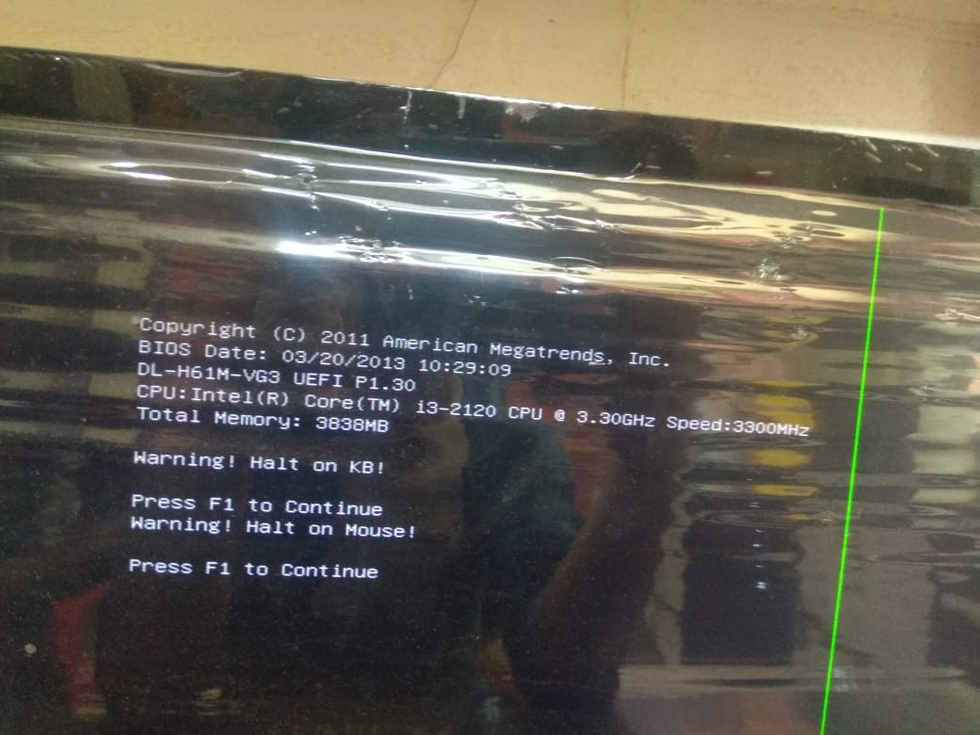 Copyright (C) 2011 American Megatrends, Inc.
BIOS Date: 03/20/2013 10:29:09
DL-H61M-VG3 UEFI P1.30
CPU:Intel(R) Core(TM) i3-2120 CPU @ 3.30GHz Speed:3300MHz
Total Memory: 3838MB
Warning! Halt on KB!
Press F1 to Continue
Warning! Halt on Mouse!
Press F1 to Continue